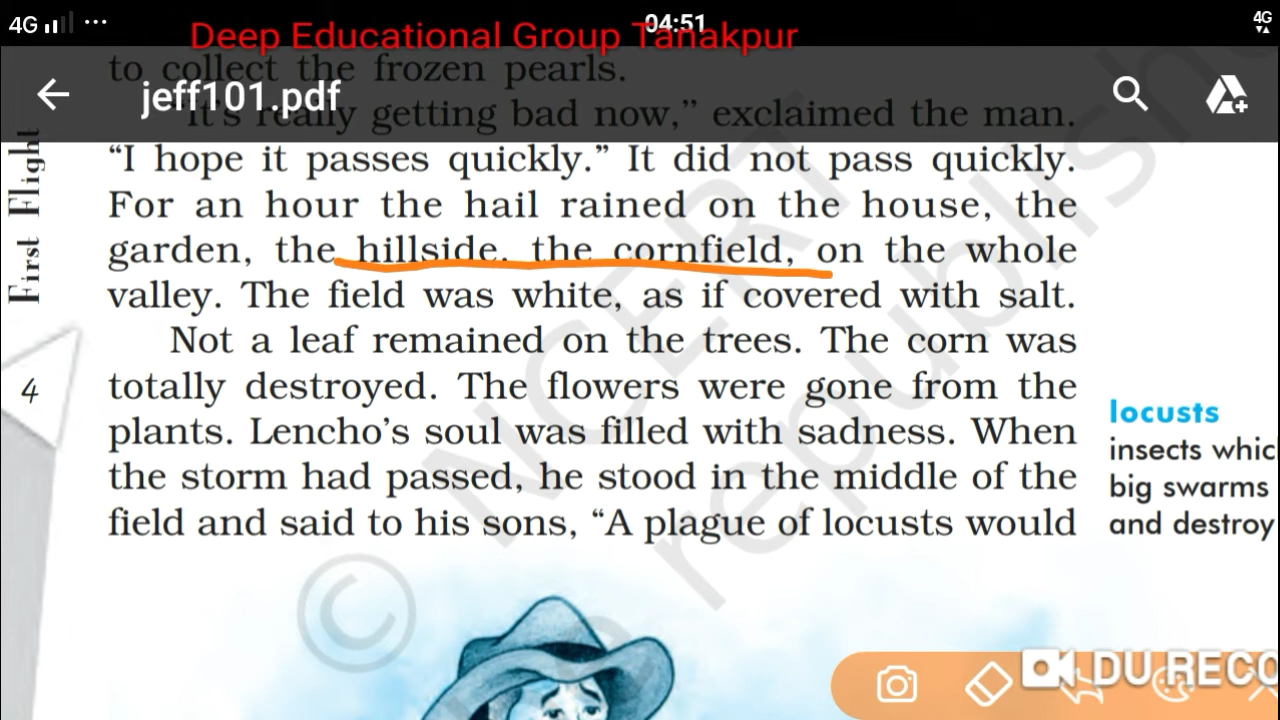 4G
04:51
4G
Deep Educational Group Tanakpur
to collect the frozen pearls.
jeff101.pdf
"It's really getting bad now," exclaimed the man.
"I hope it passes quickly." It did not pass quickly.
For an hour the hail rained on the house, the
garden, the hillside, the cornfield, on the whole
valley. The field was white, as if covered with salt.
Not a leaf remained on the trees. The corn was
totally destroyed. The flowers were gone from the
plants. Lencho's soul was filled with sadness. When
the storm had passed, he stood in the middle of the
field and said to his sons, "A plague of locusts would
First Flight
4
locusts
insects whic
big swarms
and destroy
© NCERT
republish
DU RECO